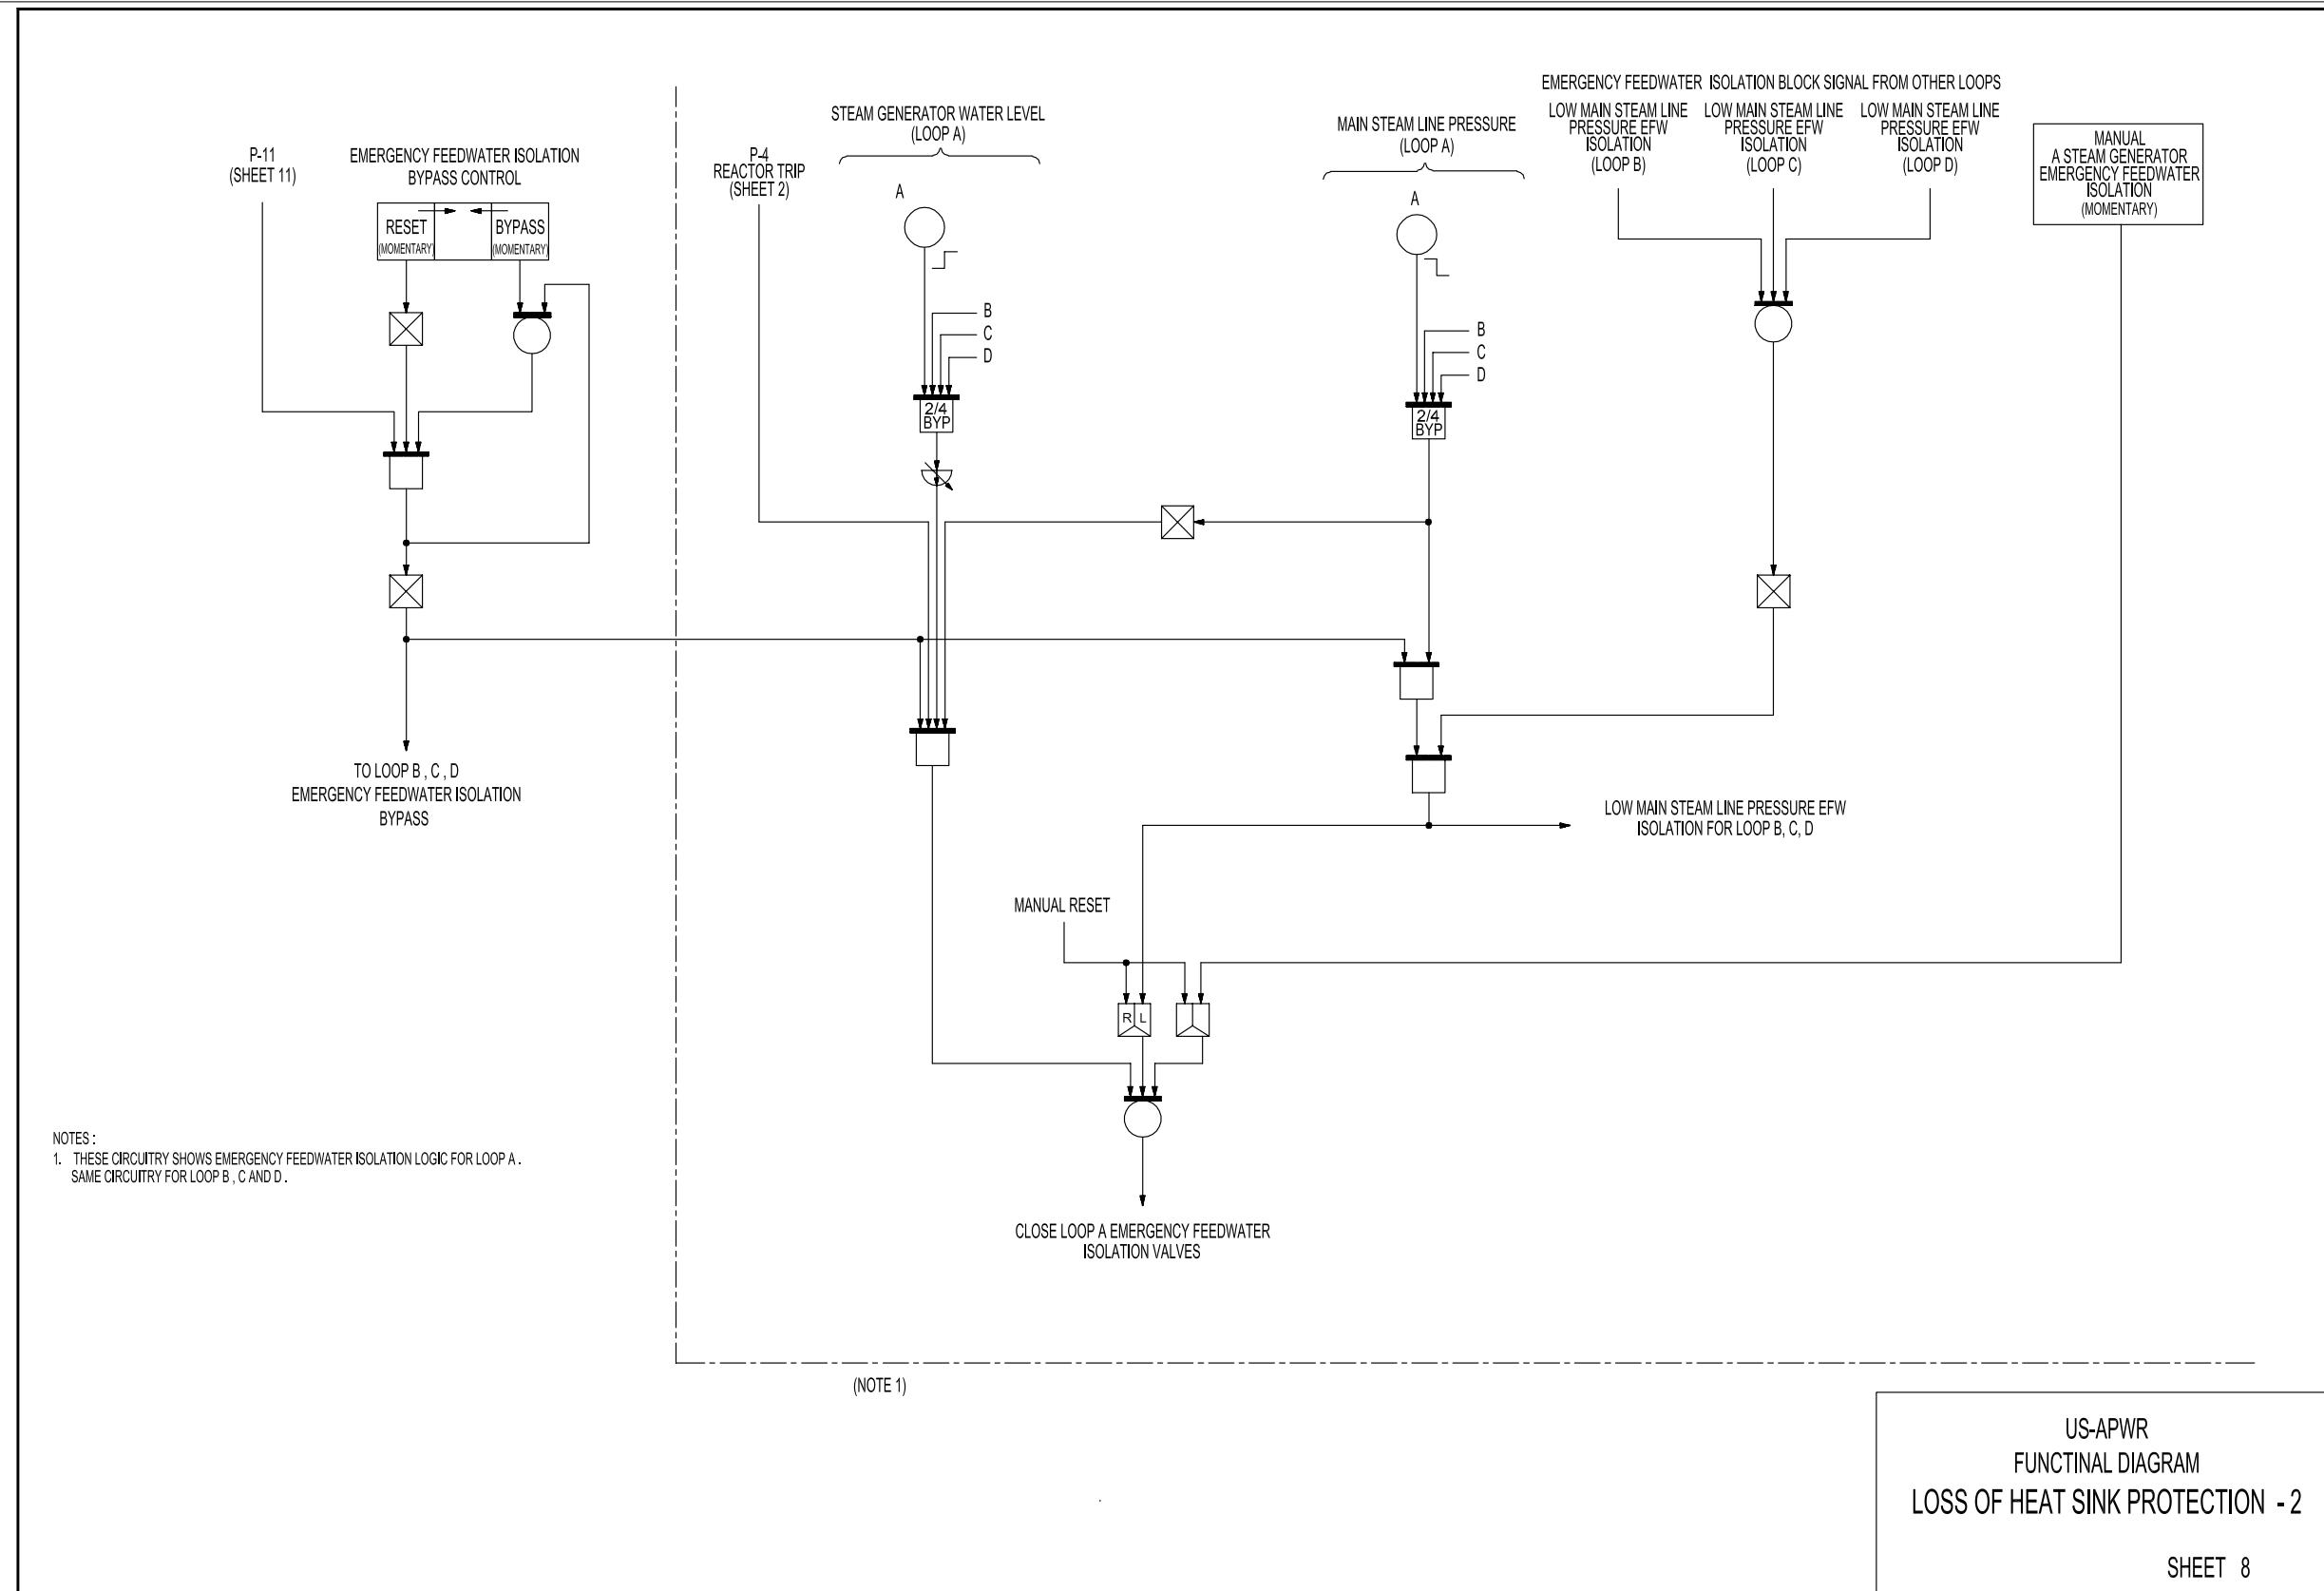 EMERGENCY FEEDWATER ISOLATION BLOCK SIGNAL FROM OTHER LOOPS
LOW MAIN STEAM LINE
PRESSURE EFW
ISOLATION
(LOOP B)
LOW MAIN STEAM LINE
PRESSURE EFW
ISOLATION
(LOOP C)
LOW MAIN STEAM LINE
PRESSURE EFW
ISOLATION
(LOOP D)
MANUAL
A STEAM GENERATOR
EMERGENCY FEEDWATER
ISOLATION
(MOMENTARY)
STEAM GENERATOR WATER LEVEL
(LOOP A)
MAIN STEAM LINE PRESSURE
(LOOP A)
P-11
(SHEET 11)
EMERGENCY FEEDWATER ISOLATION
BYPASS CONTROL
P-4
REACTOR TRIP
(SHEET 2)
RESET
(MOMENTARY)
BYPASS
(MOMENTARY)
A
B
C
D
2/4
BYP
A
B
C
D
2/4
BYP
TO LOOP B , C , D
EMERGENCY FEEDWATER ISOLATION
BYPASS
LOW MAIN STEAM LINE PRESSURE EFW
ISOLATION FOR LOOP B, C, D
MANUAL RESET
R L
CLOSE LOOP A EMERGENCY FEEDWATER
ISOLATION VALVES
NOTES :
1. THESE CIRCUITRY SHOWS EMERGENCY FEEDWATER ISOLATION LOGIC FOR LOOP A .
SAME CIRCUITRY FOR LOOP B , C AND D .
(NOTE 1)
US-APWR
FUNCTINAL DIAGRAM
LOSS OF HEAT SINK PROTECTION - 2
SHEET 8